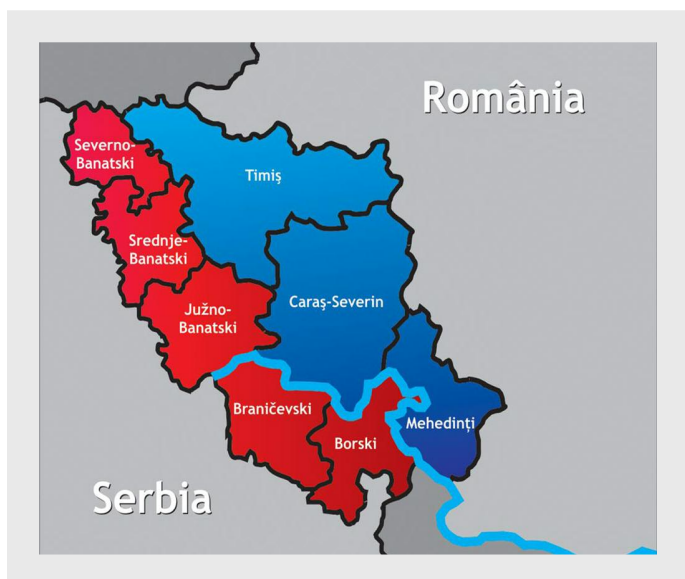 România
Severno-
Banatski
Timiş
Srednje-
Banatski
Caraş-Severin
Južno-
Banatski
Braničevski
Mehedinţi
Borski
Serbia